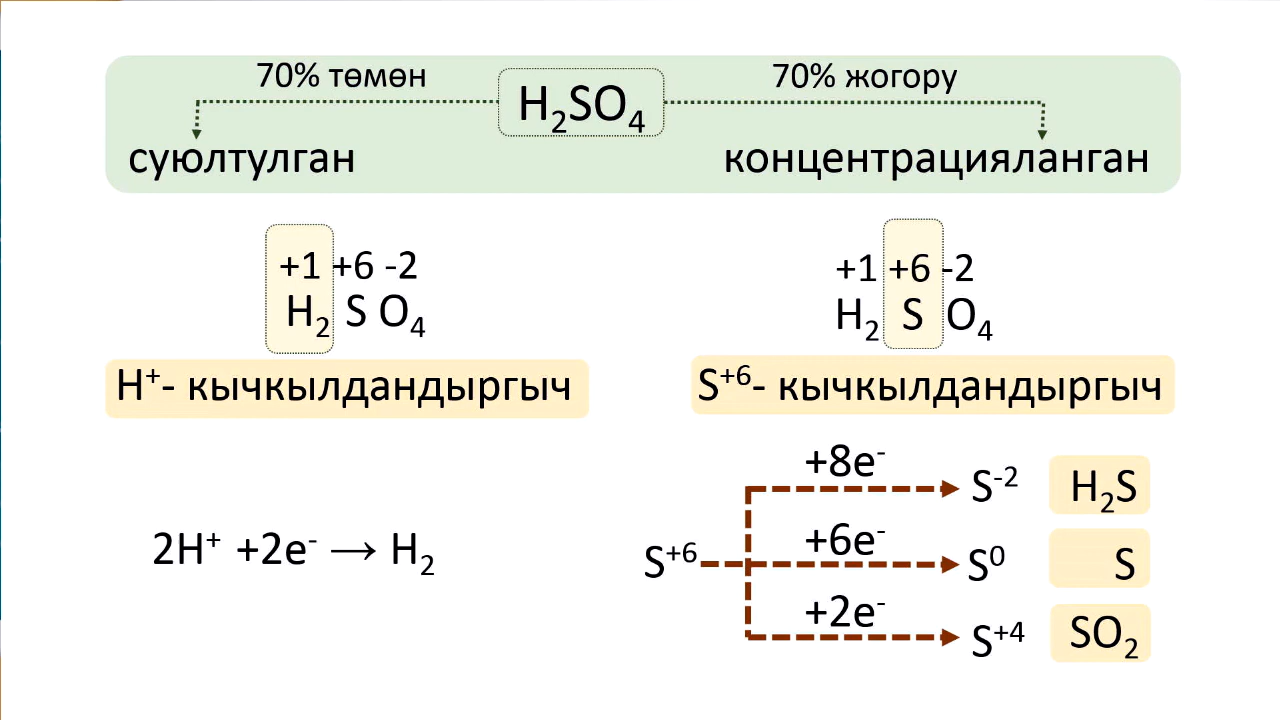 70% төмөн
H₂SO₄
70% жогору
суюлтулган
концентрацияланган
+1 +6 -2
H₂ S O₄
+1 +6 -2
H₂ S O₄
H⁺- кычкылдандыргыч
S⁺⁶- кычкылдандыргыч
2H⁺ +2e⁻ → H₂
S⁺⁶
+8e⁻
S⁻²
H₂S
+6e⁻
S⁰
S
+2e⁻
S⁺⁴
SO₂